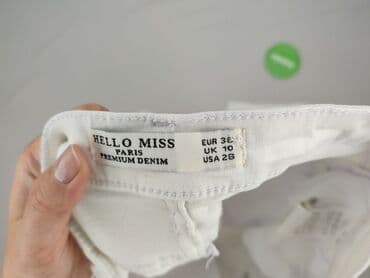 HELLO MISS
PARIS
PREMIUM DENIM
EUR 38
UK 10
USA 28